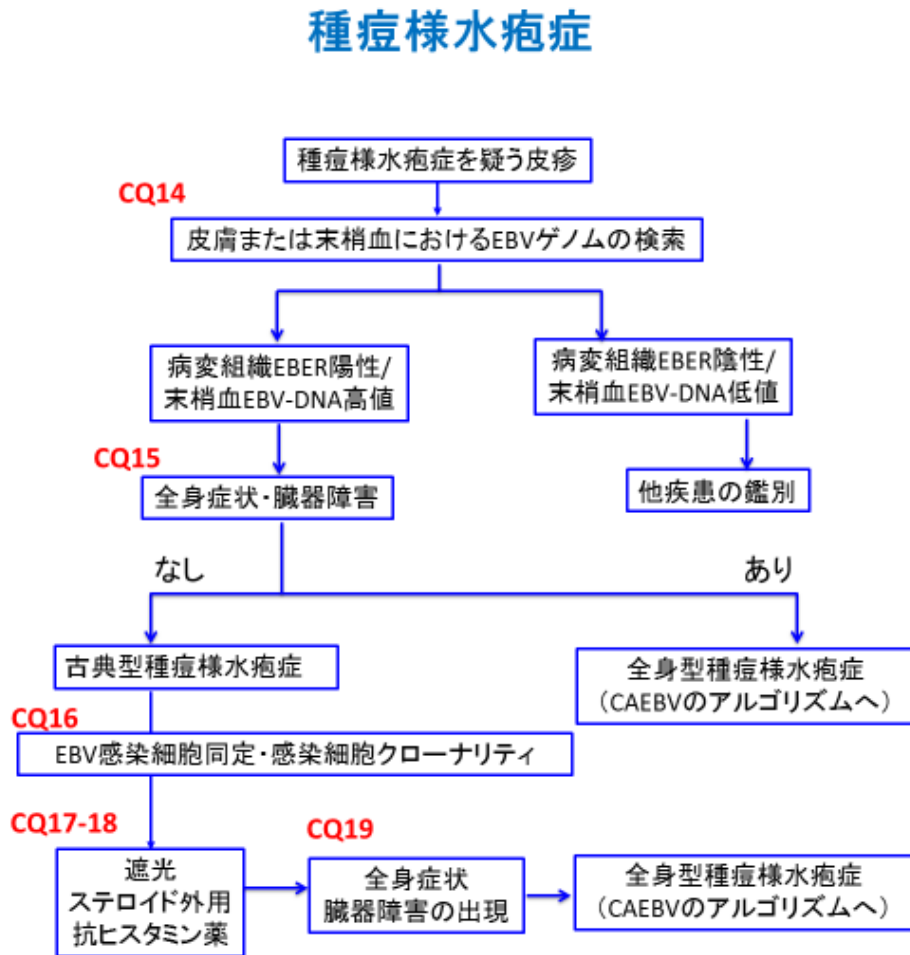 種痘様水疱症
種痘様水疱症を疑う皮疹
CQ14
皮膚または末梢血におけるEBVゲノムの検索
病変組織EBER陽性/
末梢血EBV-DNA高値
病変組織EBER陰性/
末梢血EBV-DNA低値
CQ15
全身症状・臓器障害
他疾患の鑑別
なし
あり
古典型種痘様水疱症
全身型種痘様水疱症
（CAEBVのアルゴリズムへ）
CQ16
EBV感染細胞同定・感染細胞クローナリティ
CQ17-18
遮光
ステロイド外用
抗ヒスタミン薬
CQ19
全身症状
臓器障害の出現
全身型種痘様水疱症
（CAEBVのアルゴリズムへ）